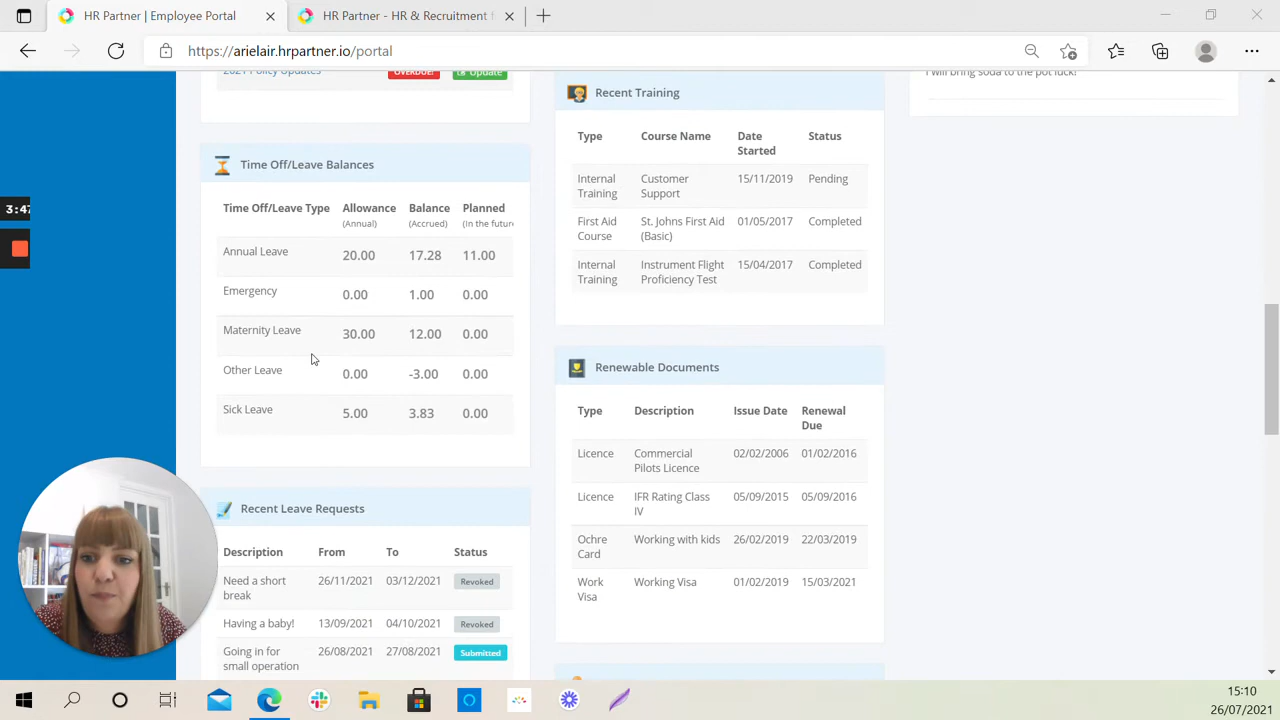 HR Partner | Employee Portal
HR Partner - HR & Recruitment
https://arielair.hrpartner.io/portal
2021 Policy Updates OVERDUE! Update
Time Off/Leave Balances
Time Off/Leave Type Allowance Balance Planned
(Annual) (Accrued) (In the future
Annual Leave 20.00 17.28 11.00
Emergency 0.00 1.00 0.00
Maternity Leave 30.00 12.00 0.00
Other Leave 0.00 -3.00 0.00
Sick Leave 5.00 3.83 0.00
Recent Leave Requests
Description From To Status
Need a short 26/11/2021 03/12/2021 Revoked
break
Having a baby! 13/09/2021 04/10/2021 Revoked
Going in for 26/08/2021 27/08/2021 Submitted
small operation
Recent Training
Type Course Name Date Status
Started
Internal Customer 15/11/2019 Pending
Training Support
First Aid St. Johns First Aid 01/05/2017 Completed
Course (Basic)
Internal Instrument Flight 15/04/2017 Completed
Training Proficiency Test
Renewable Documents
Type Description Issue Date Renewal
Due
Licence Commercial 02/02/2006 01/02/2016
Pilots Licence
Licence IFR Rating Class 05/09/2015 05/09/2016
IV
Ochre Working with kids 26/02/2019 22/03/2019
Card
Work Working Visa 01/02/2019 15/03/2021
Visa
I will bring soda to the pot luck!
3:47
15:10
26/07/2021